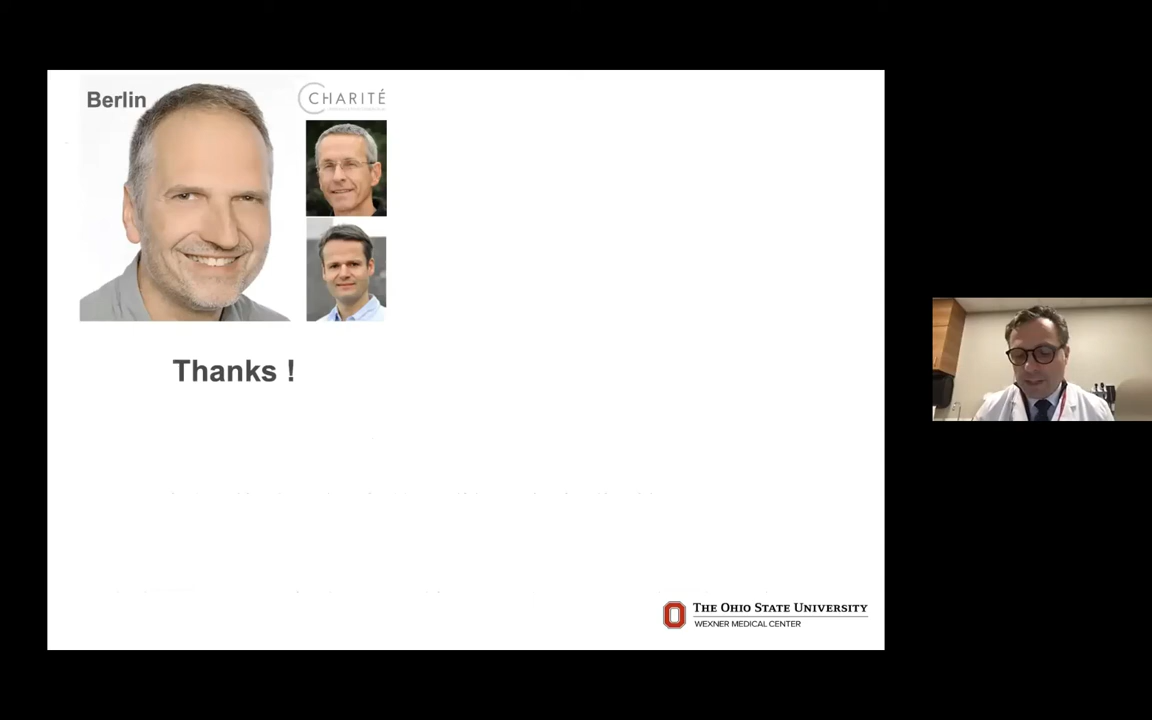 Berlin
CHARITÉ
Thanks !
THE OHIO STATE UNIVERSITY
WEXNER MEDICAL CENTER